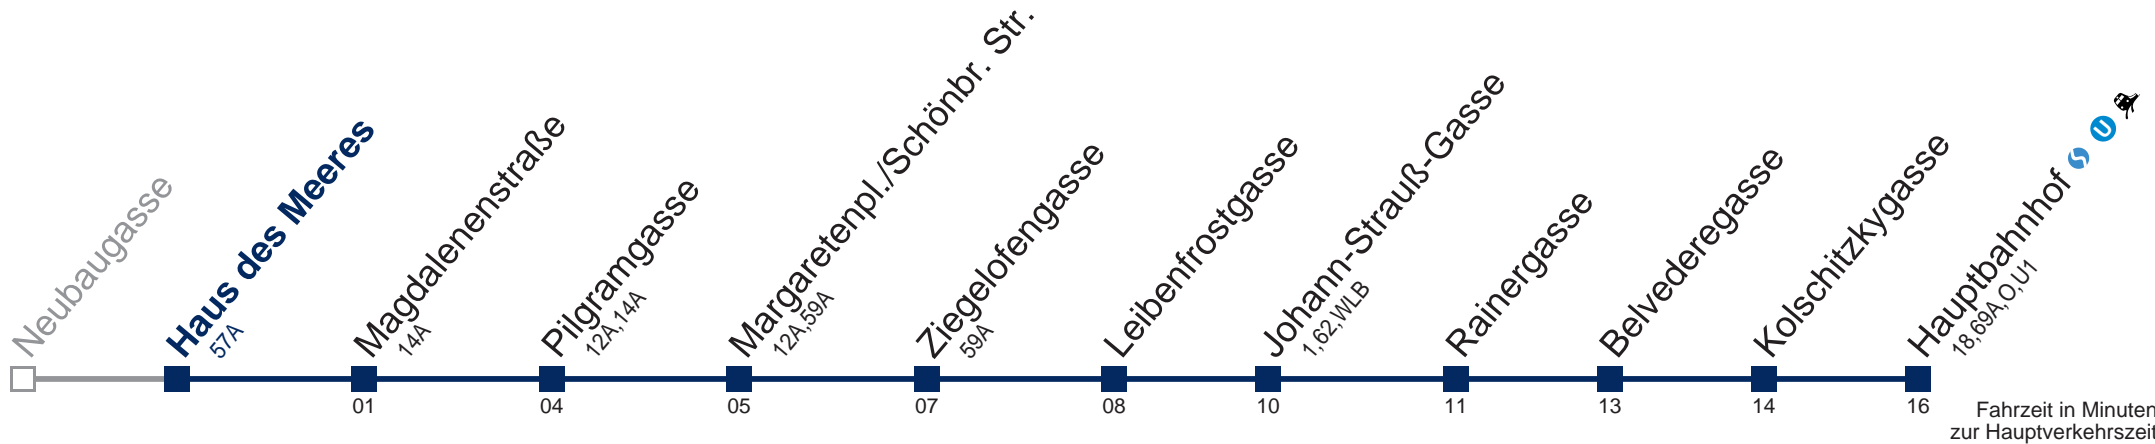 Neubaugasse
Haus des Meeres
57A
Magdalenenstraße
14A
Pilgramgasse
12A,14A
Margaretenpl./Schönbr. Str.
12A,59A
Ziegelofengasse
59A
Leibenfrostgasse
Johann-Strauß-Gasse
1,62,WLB
Rainergasse
Belvederegasse
Kolschitzkygasse
Hauptbahnhof S U
18,69A,O,U1
01
04
05
07
08
10
11
13
14
16
Fahrzeit in Minuten
zur Hauptverkehrszeit